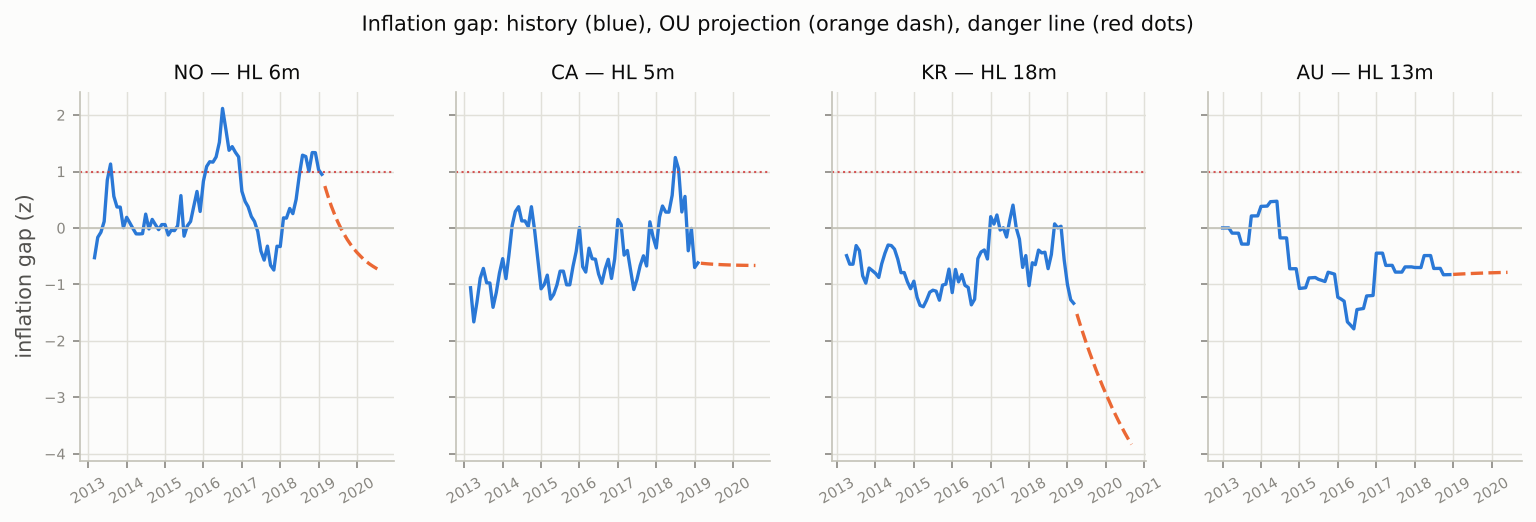 Inflation gap: history (blue), OU projection (orange dash), danger line (red dots)
NO — HL 6m
CA — HL 5m
KR — HL 18m
AU — HL 13m
inflation gap (z)
2
1
0
−1
−2
−3
−4
2013 2014 2015 2016 2017 2018 2019 2020
2013 2014 2015 2016 2017 2018 2019 2020
2013 2014 2015 2016 2017 2018 2019 2020 2021
2013 2014 2015 2016 2017 2018 2019 2020